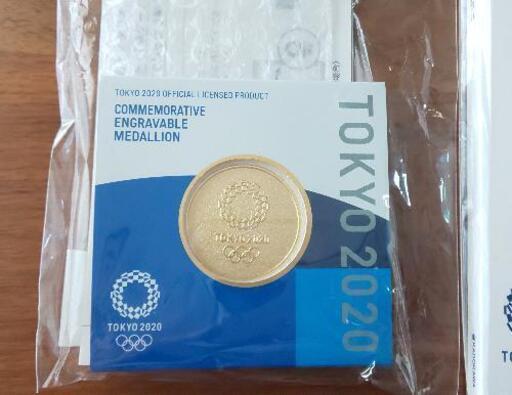 TOKYO 2020 OFFICIAL LICENSED PRODUCT
COMMEMORATIVE
ENGRAVABLE
MEDALLION
TOKYO 2020
TOKYO 2020
TOKYO 2020